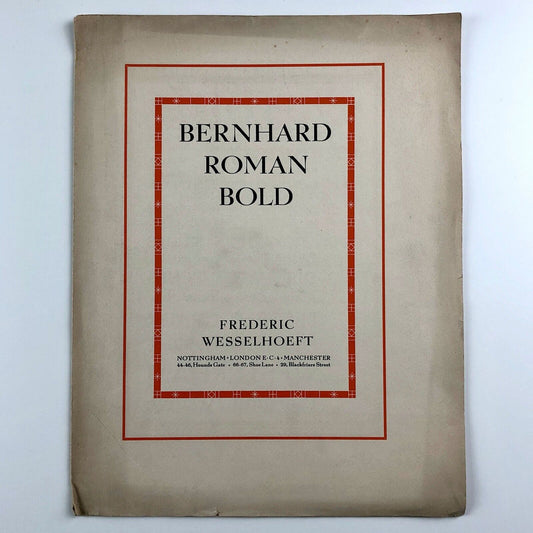 BERNHARD
ROMAN
BOLD
FREDERIC
WESSELHOEFT
NOTTINGHAM • LONDON E·C·4 • MANCHESTER
44-46, Hounds Gate • 66-67, Shoe Lane • 29, Blackfriars Street